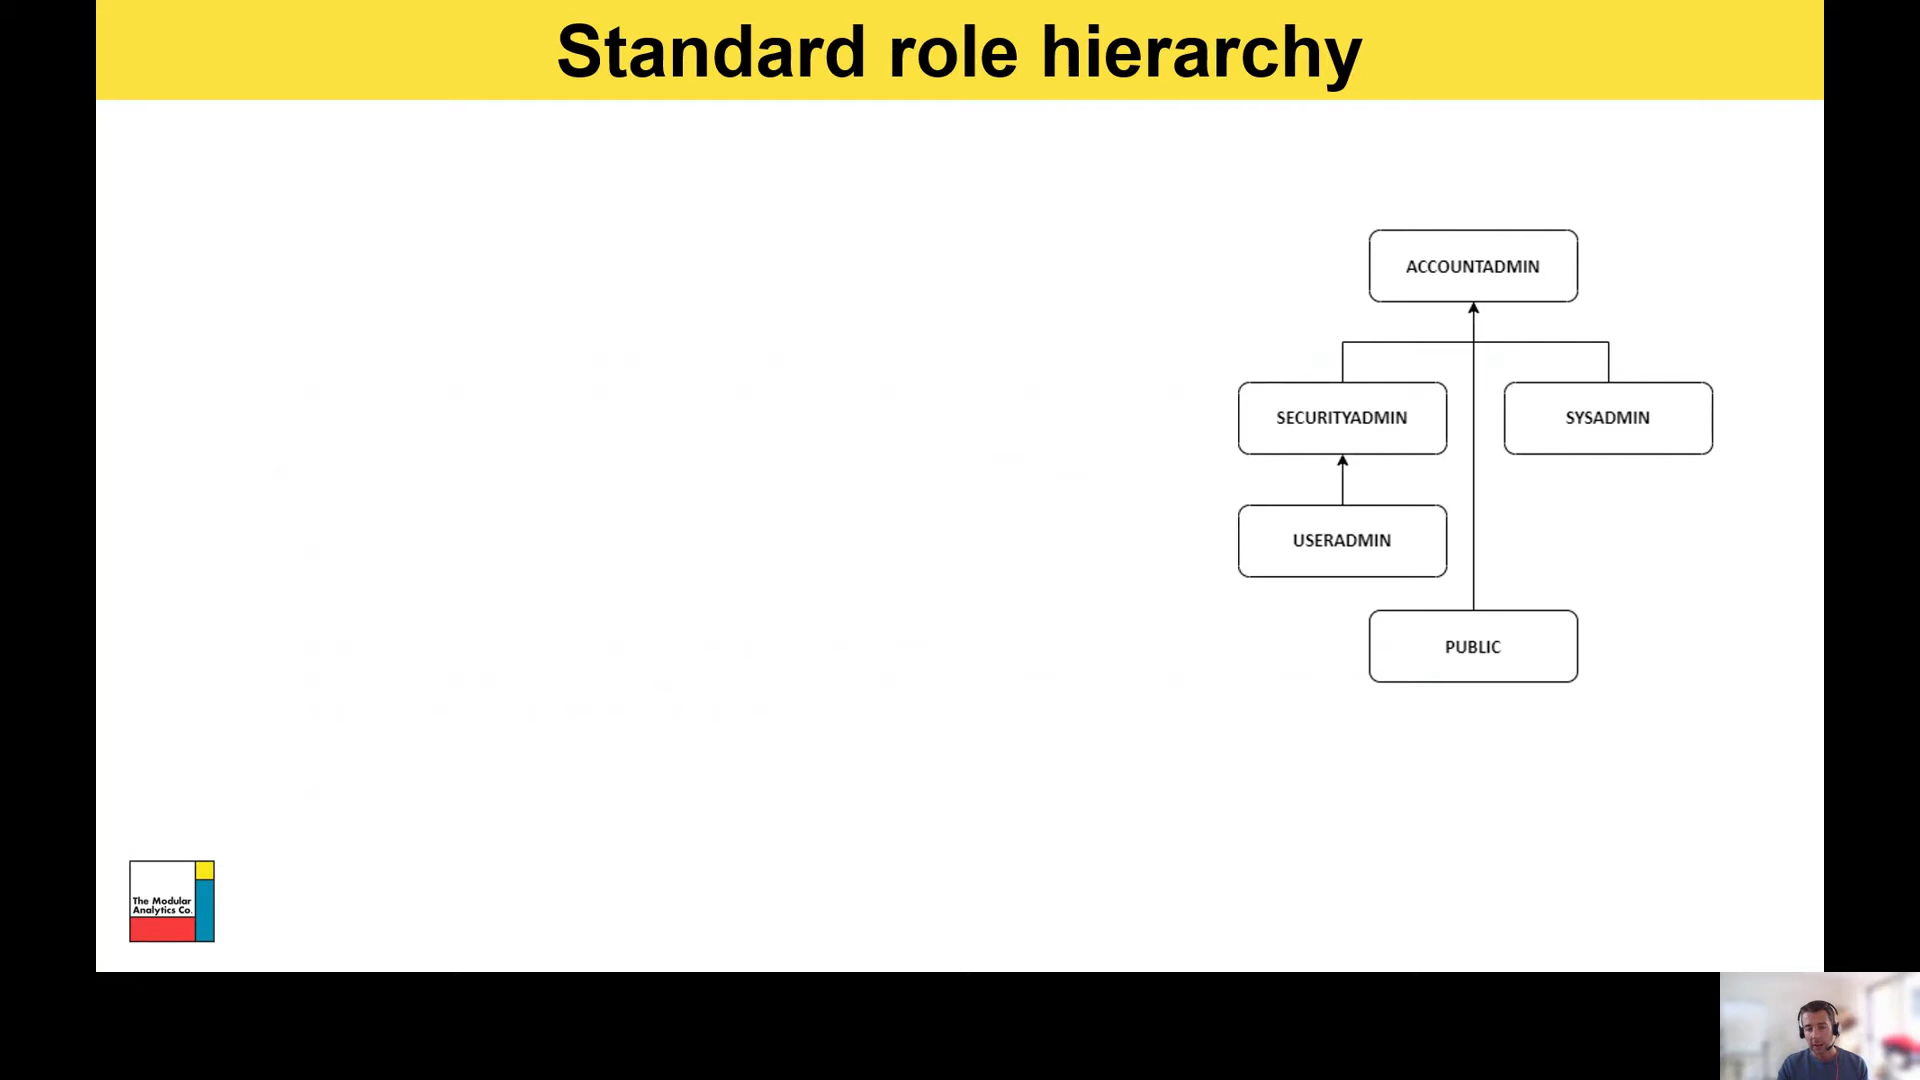 Standard role hierarchy
ACCOUNTADMIN
SECURITYADMIN
SYSADMIN
USERADMIN
PUBLIC
The Modular
Analytics Co.